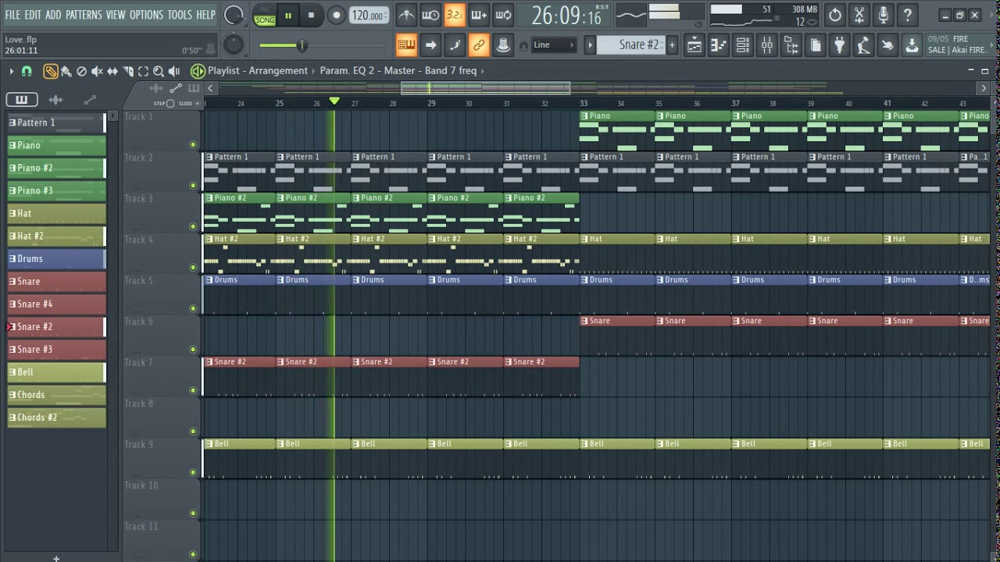 FILE EDIT ADD PATTERNS VIEW OPTIONS TOOLS HELP
PAT
SONG
120.000
3.2.
26:09:16
B:S:T
51
308 MB
12
Love..flp
26:01:11
0'50"
Line
Snare #2
09/05 FIRE
SALE | Akai FIRE..
Playlist - Arrangement
Param. EQ 2 - Master - Band 7 freq
STEP SLIDE
3 24 25 26 27 28 29 30 31 32 33 34 35 36 37 38 39 40 41 42 43
Pattern 1
Piano
Piano #2
Piano #3
Hat
Hat #2
Drums
Snare
Snare #4
Snare #2
Snare #3
Bell
Chords
Chords #2
Track 1
Piano Piano Piano Piano Piano Piano
Track 2
Pattern 1 Pattern 1 Pattern 1 Pattern 1 Pattern 1 Pattern 1 Pattern 1 Pattern 1 Pattern 1 Pattern 1 Pa..1
Track 3
Piano #2 Piano #2 Piano #2 Piano #2 Piano #2
Track 4
Hat #2 Hat #2 Hat #2 Hat #2 Hat #2 Hat Hat Hat Hat Hat Hat
Track 5
Drums Drums Drums Drums Drums Drums Drums Drums Drums Drums D..ms
Track 6
Snare Snare Snare Snare Snare Snare
Track 7
Snare #2 Snare #2 Snare #2 Snare #2 Snare #2
Track 8
Track 9
Bell Bell Bell Bell Bell Bell Bell Bell Bell Bell Bell
Track 10
Track 11